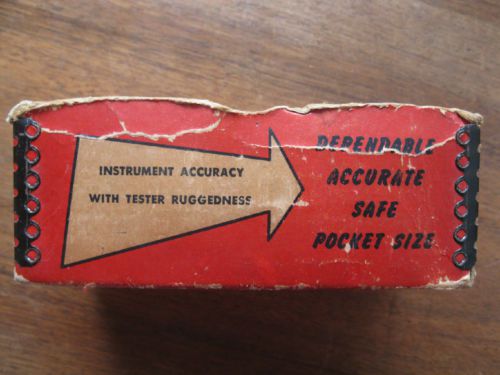 INSTRUMENT ACCURACY
WITH TESTER RUGGEDNESS
DEPENDABLE
ACCURATE
SAFE
POCKET SIZE